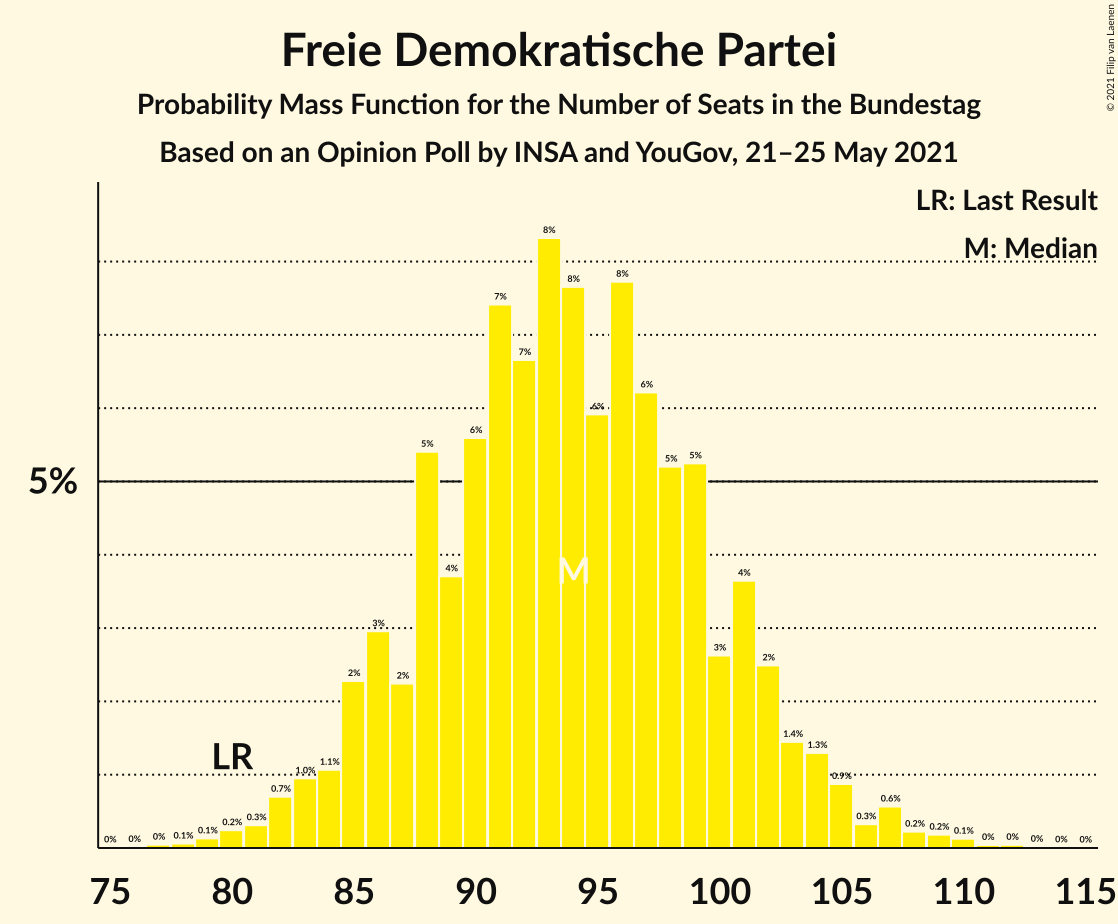 Freie Demokratische Partei
Probability Mass Function for the Number of Seats in the Bundestag
Based on an Opinion Poll by INSA and YouGov, 21–25 May 2021
© 2021 Filip van Laenen
LR: Last Result
M: Median
5%
LR
M
0% 0% 0% 0.1% 0.1% 0.2% 0.3% 0.7% 1.0% 1.1% 2% 3% 2% 5% 4% 6% 7% 7% 8% 8% 6% 8% 6% 5% 5% 3% 4% 2% 1.4% 1.3% 0.9% 0.3% 0.6% 0.2% 0.2% 0.1% 0% 0% 0% 0% 0%
75 80 85 90 95 100 105 110 115